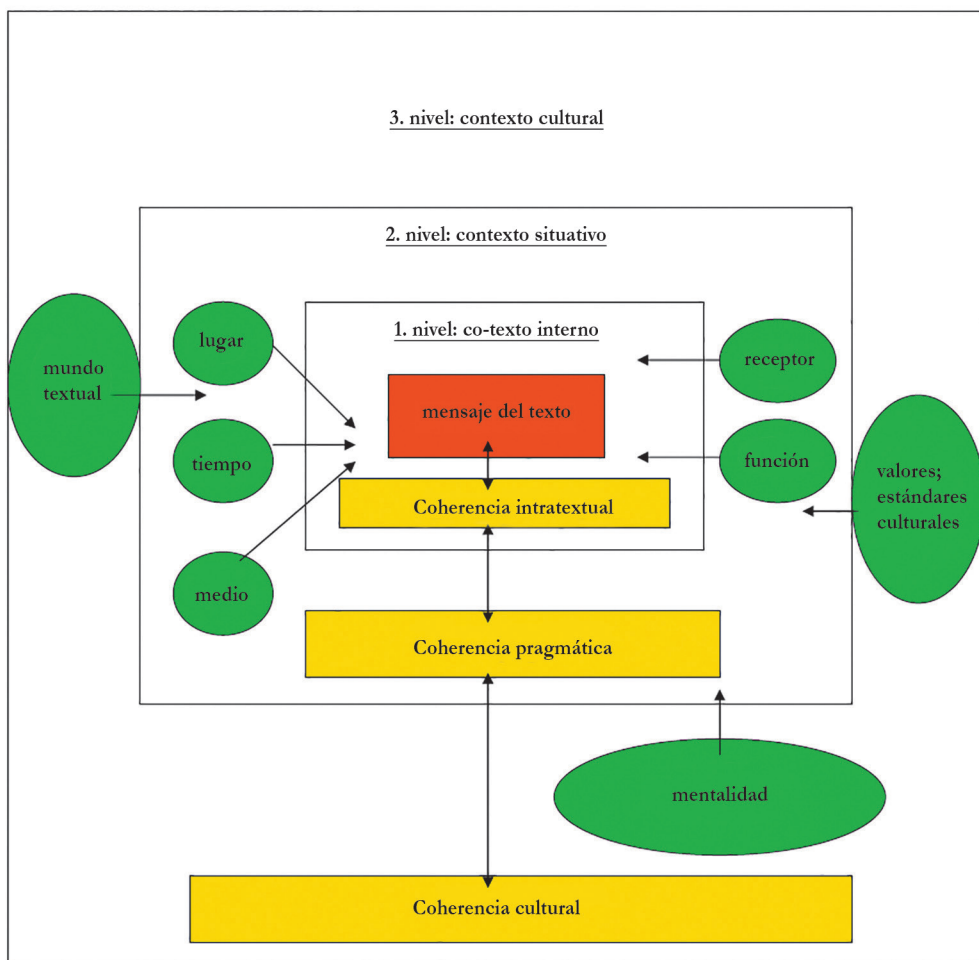 3. nivel: contexto cultural
2. nivel: contexto situativo
1. nivel: co-texto interno
lugar
receptor
mundo
textual
mensaje del texto
tiempo
función
valores;
estándares
culturales
Coherencia intratextual
medio
Coherencia pragmática
mentalidad
Coherencia cultural